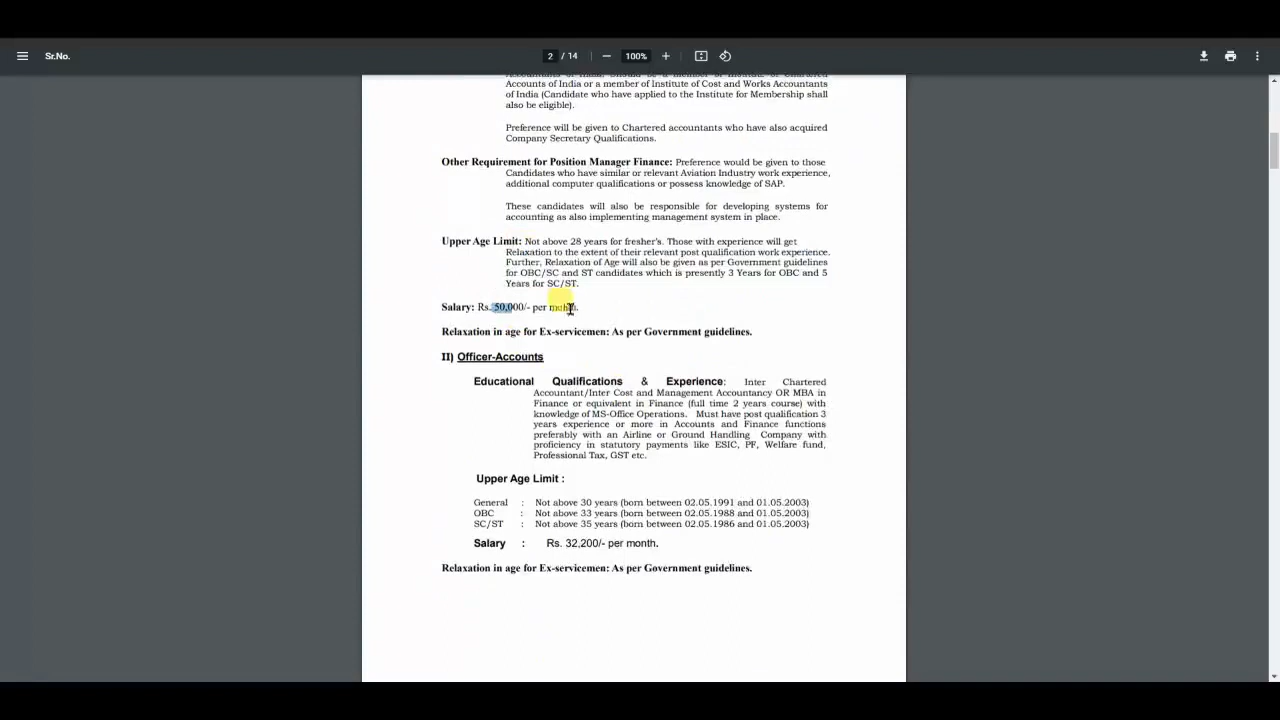 Sr.No.
2 / 14
100%
Accountants of India, Should be a member of Institute of Chartered
Accounts of India or a member of Institute of Cost and Works Accountants
of India (Candidate who have applied to the Institute for Membership shall
also be eligible).
Preference will be given to Chartered accountants who have also acquired
Company Secretary Qualifications.
Other Requirement for Position Manager Finance: Preference would be given to those
Candidates who have similar or relevant Aviation Industry work experience,
additional computer qualifications or possess knowledge of SAP.
These candidates will also be responsible for developing systems for
accounting as also implementing management system in place.
Upper Age Limit: Not above 28 years for fresher's. Those with experience will get
Relaxation to the extent of their relevant post qualification work experience.
Further, Relaxation of Age will also be given as per Government guidelines
for OBC/SC and ST candidates which is presently 3 Years for OBC and 5
Years for SC/ST.
Salary: Rs. 50,000/- per month.
Relaxation in age for Ex-servicemen: As per Government guidelines.
II) Officer-Accounts
Educational Qualifications & Experience: Inter Chartered
Accountant/Inter Cost and Management Accountancy OR MBA in
Finance or equivalent in Finance (full time 2 years course) with
knowledge of MS-Office Operations. Must have post qualification 3
years experience or more in Accounts and Finance functions
preferably with an Airline or Ground Handling Company with
proficiency in statutory payments like ESIC, PF, Welfare fund,
Professional Tax, GST etc.
Upper Age Limit :
General : Not above 30 years (born between 02.05.1991 and 01.05.2003)
OBC : Not above 33 years (born between 02.05.1988 and 01.05.2003)
SC/ST : Not above 35 years (born between 02.05.1986 and 01.05.2003)
Salary : Rs. 32,200/- per month.
Relaxation in age for Ex-servicemen: As per Government guidelines.